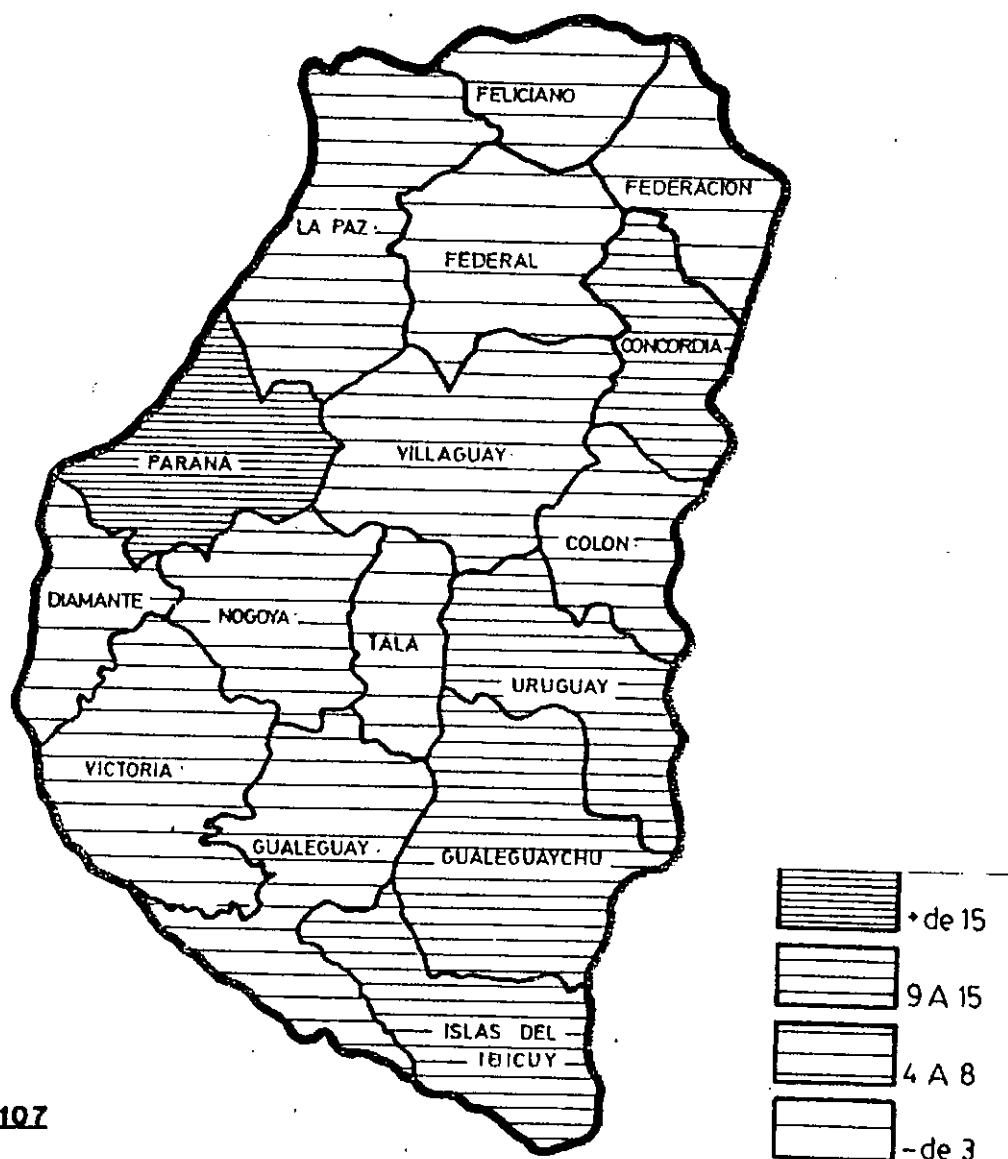 FELICIANO
FEDERACION
LA PAZ
FEDERAL
CONCORDIA
PARANA
VILLAGUAY
COLON
DIAMANTE
NOGOYA
TALA
URUGUAY
VICTORIA
GUALEGUAY
GUALEGUAYCHU
ISLAS DEL
IBICUY
+ de 15
9 A 15
4 A 8
- de 3
107